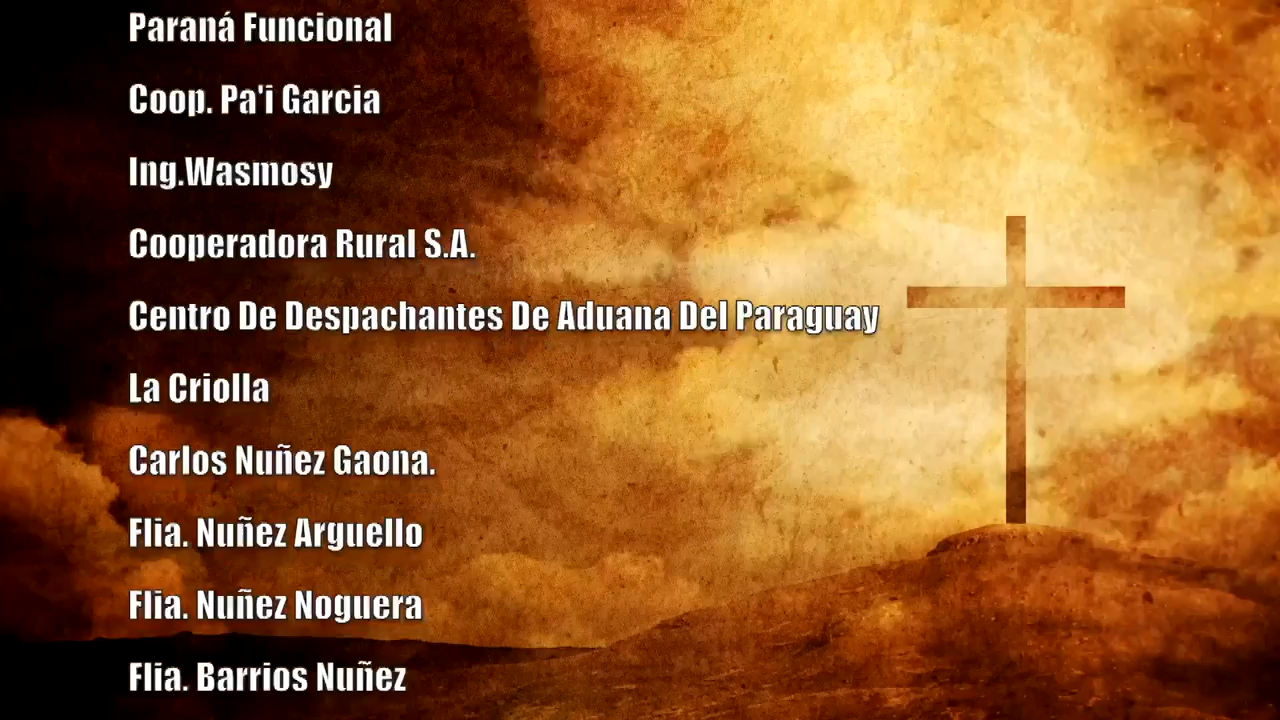 Paraná Funcional
Coop. Pa'i Garcia
Ing.Wasmosy
Cooperadora Rural S.A.
Centro De Despachantes De Aduana Del Paraguay
La Criolla
Carlos Nuñez Gaona.
Flia. Nuñez Arguello
Flia. Nuñez Noguera
Flia. Barrios Nuñez